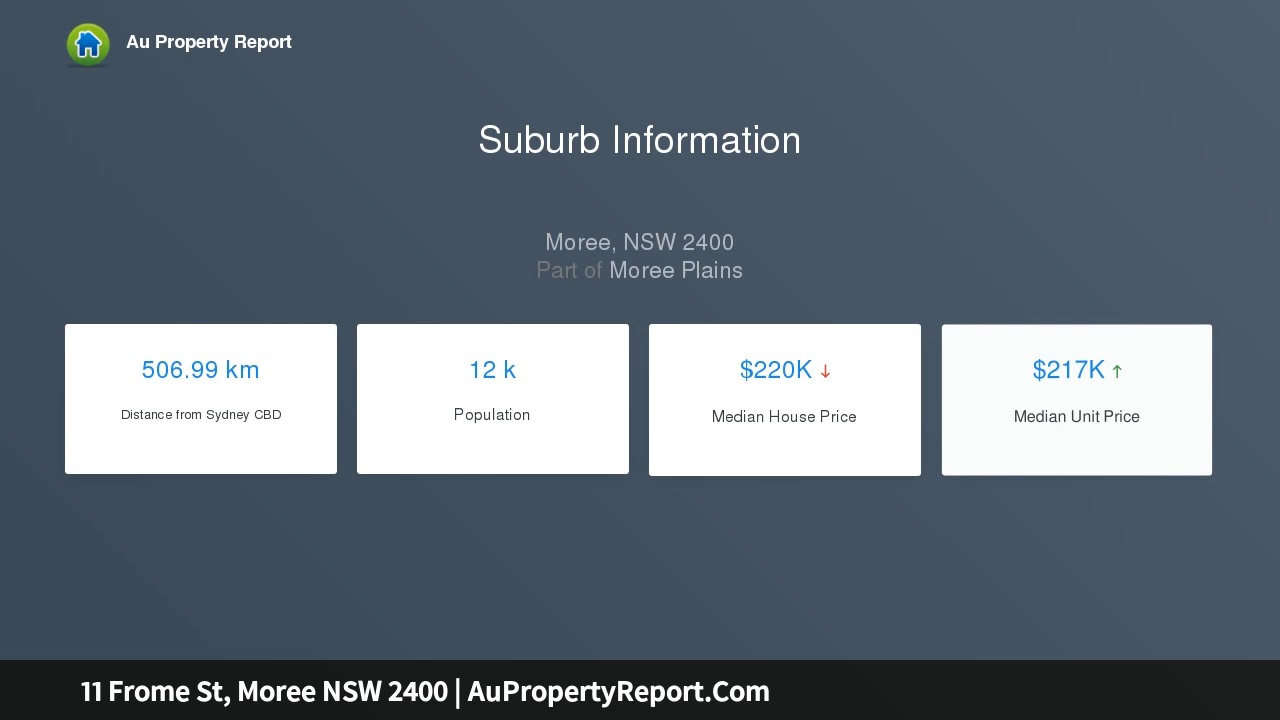 Au Property Report
Suburb Information
Moree, NSW 2400
Part of Moree Plains
506.99 km
Distance from Sydney CBD
12 k
Population
$220K ↓
Median House Price
$217K ↑
Median Unit Price
11 Frome St, Moree NSW 2400 | AuPropertyReport.Com